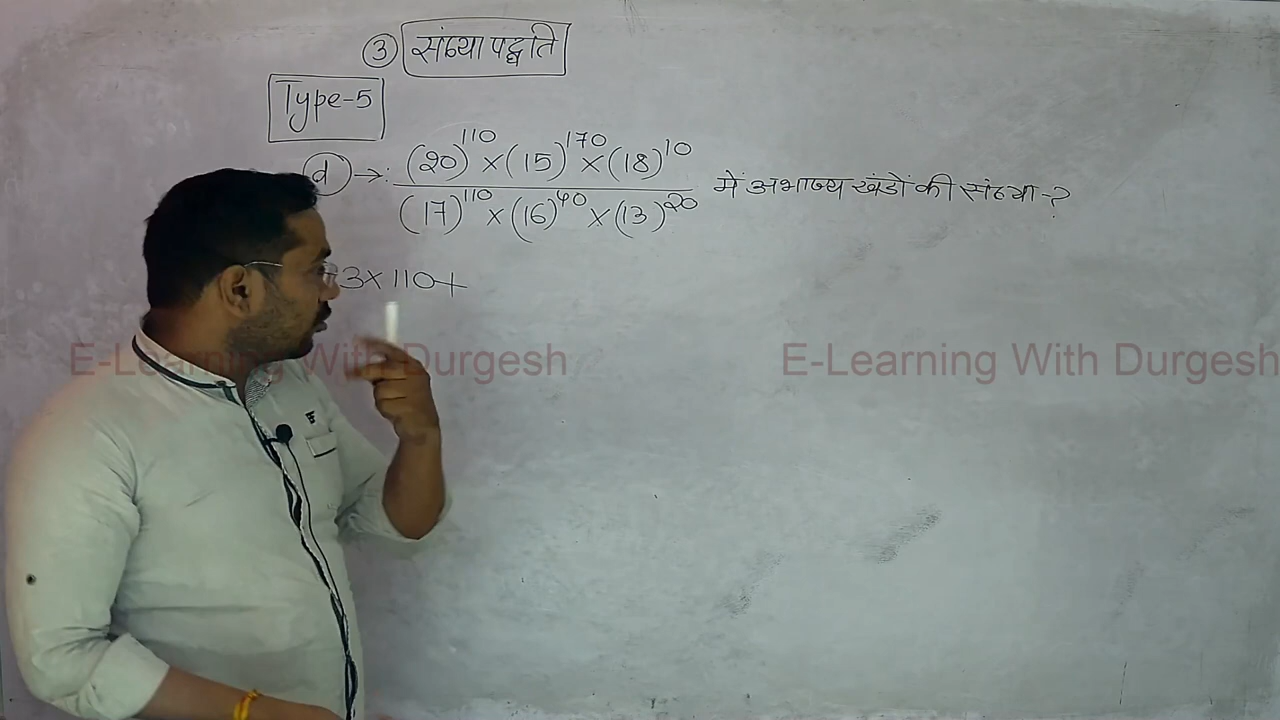 ③ संख्या पद्धति
Type-5
(d) →: (20)^110 × (15)^170 × (18)^10 / (17)^110 × (16)^40 × (13)^20 में अभाज्य खंडों की संख्या-?
3×110+
E-Learning With Durgesh E-Learning With Durgesh